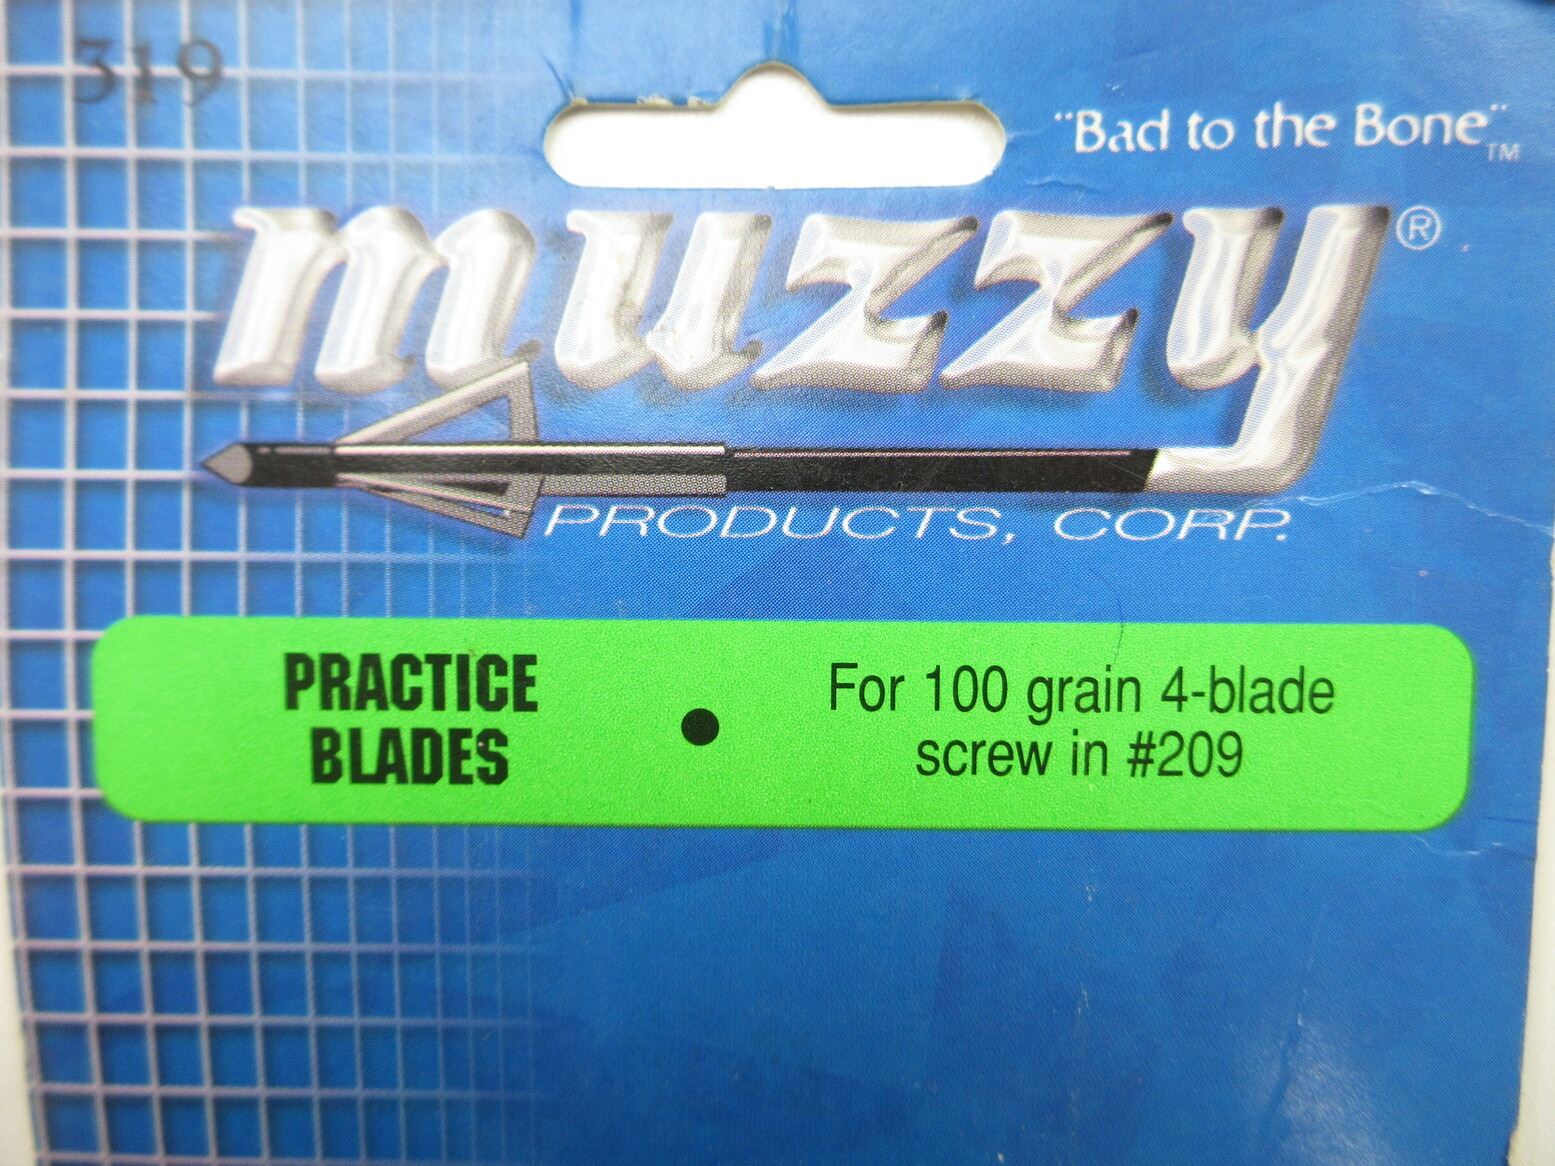 319
"Bad to the Bone"™
muzzy®
PRODUCTS, CORP.
PRACTICE
BLADES
•
For 100 grain 4-blade
screw in #209